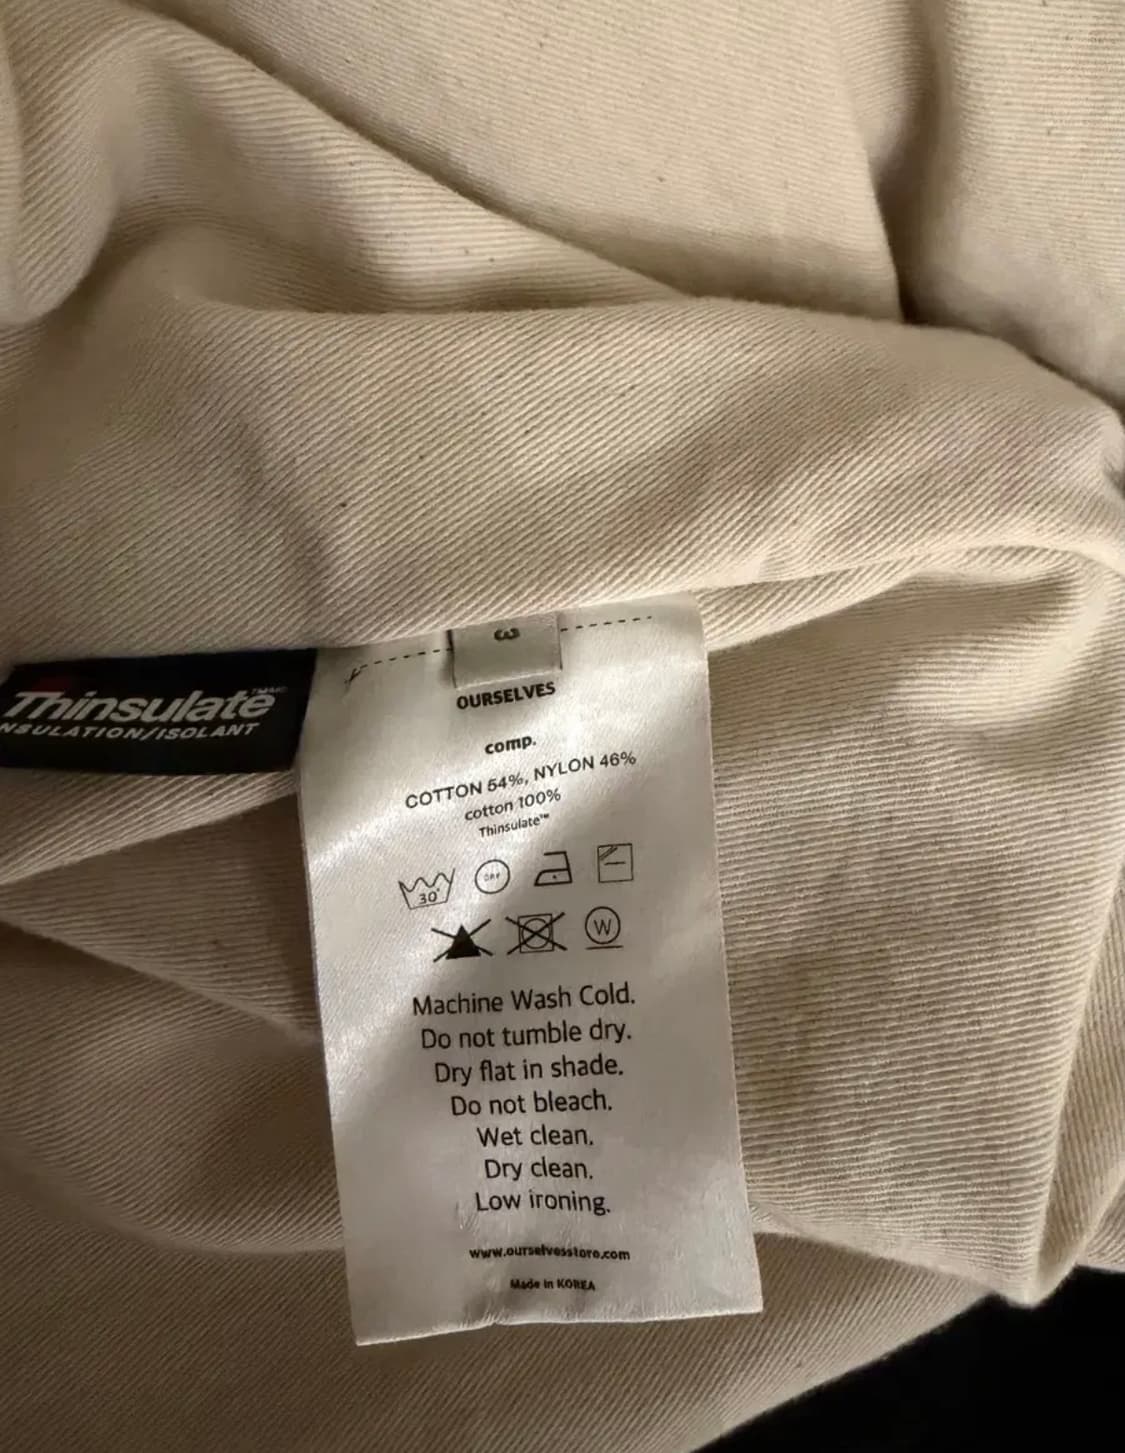 3
OURSELVES
comp.
COTTON 54%, NYLON 46%
cotton 100%
Thinsulate™
Thinsulate™
NSULATION/ISOLANT
30°
DRY
W
Machine Wash Cold.
Do not tumble dry.
Dry flat in shade.
Do not bleach.
Wet clean.
Dry clean.
Low ironing.
www.ourselvesstore.com
Made in KOREA